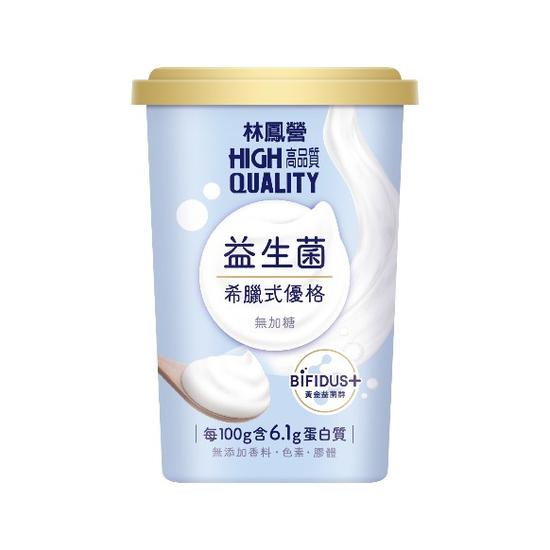 林鳳營
HIGH 高品質
QUALITY
益生菌
希臘式優格
無加糖
BiFiDUS+
黃金益菌群
每100g含6.1g蛋白質
無添加香料·色素·膠體